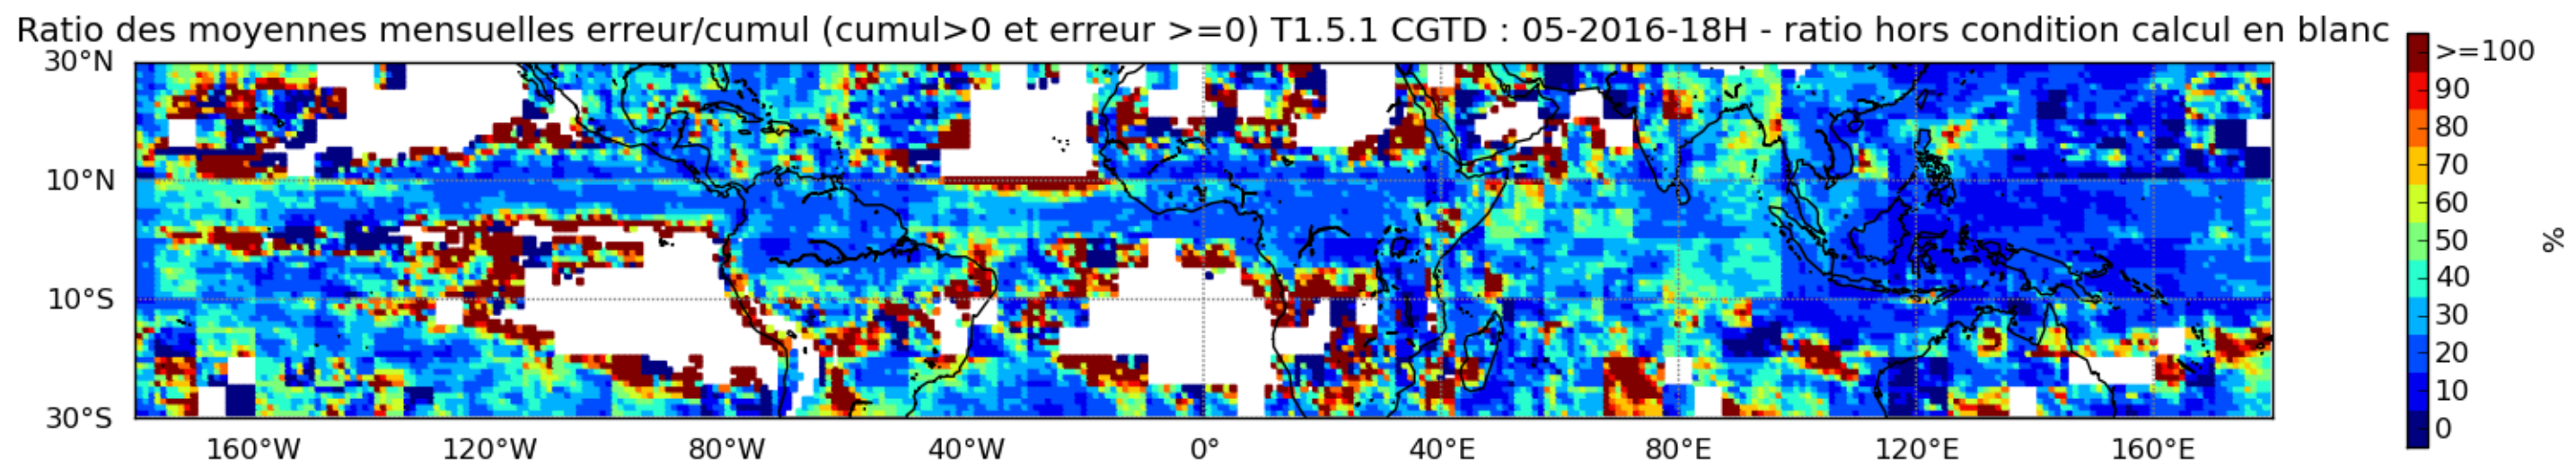 Ratio des moyennes mensuelles erreur/cumul (cumul>0 et erreur >=0) T1.5.1 CGTD : 05-2016-18H - ratio hors condition calcul en blanc
30°N
10°N
10°S
30°S
160°W 120°W 80°W 40°W 0° 40°E 80°E 120°E 160°E
>=100
90
80
70
60
50
40
30
20
10
0
%